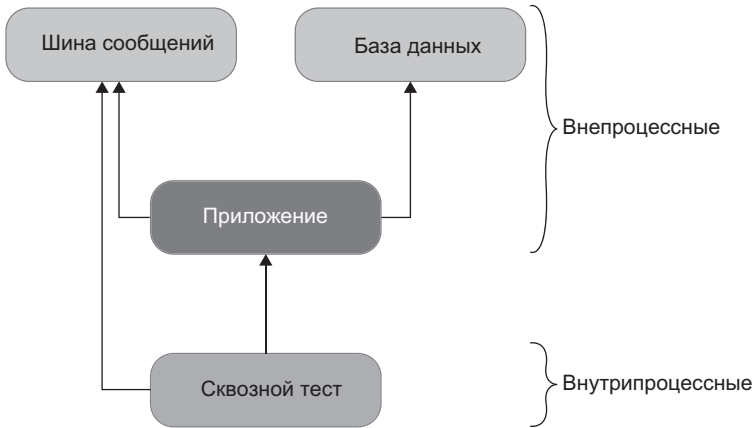 Шина сообщений
База данных
Внепроцессные
Приложение
Сквозной тест
Внутрипроцессные